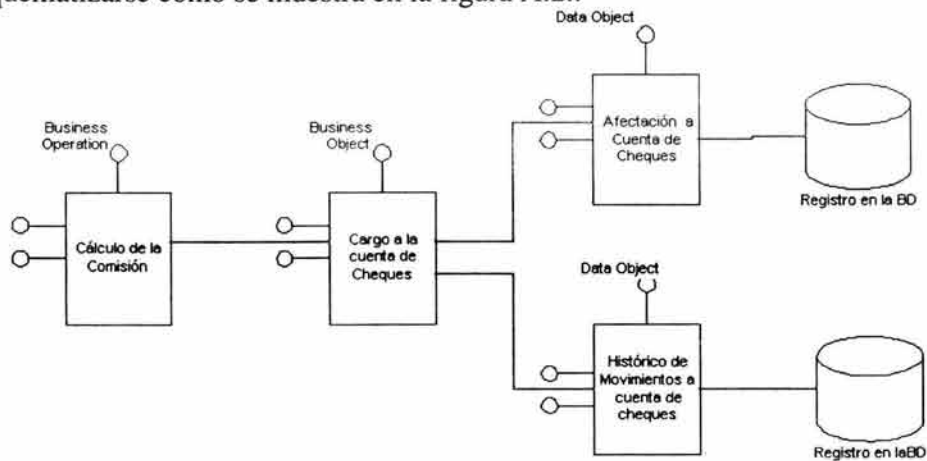 quematizarse como se muestra en la figura
Data Object
Business
Operation
Business
Object
Afectación a
Cuenta de
Cheques
Registro en la BD
Cálculo de la
Comisión
Cargo a la
cuenta de
Cheques
Data Object
Histórico de
Movimientos a
cuenta de
cheques
Registro en laBD